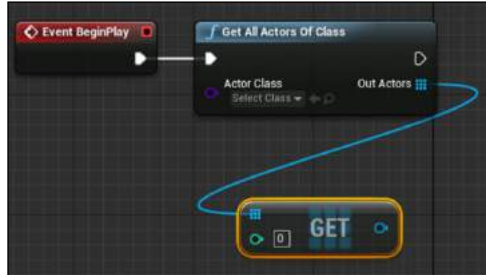 Event BeginPlay
Get All Actors Of Class
Actor Class
Out Actors
Select Class
0
GET